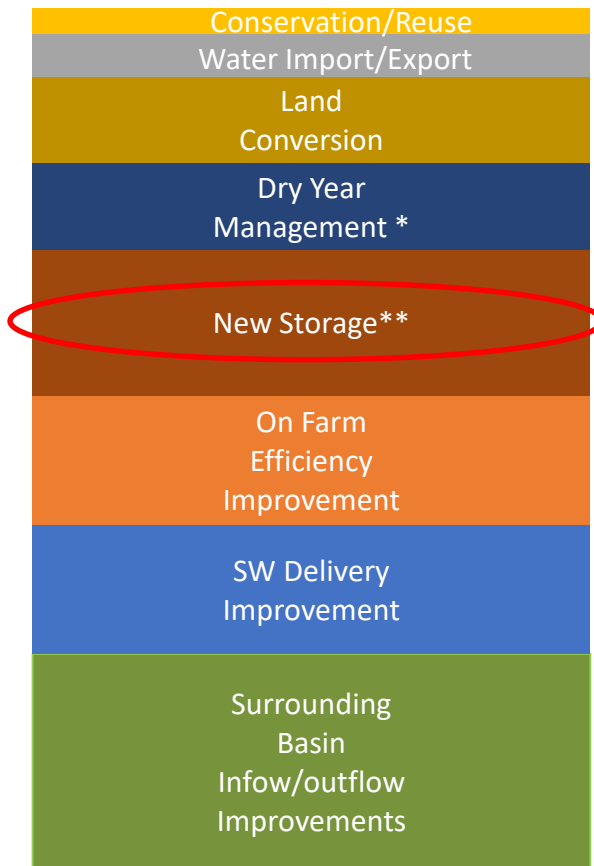 Conservation/Reuse
Water Import/Export
Land
Conversion
Dry Year
Management *
New Storage**
On Farm
Efficiency
Improvement
SW Delivery
Improvement
Surrounding
Basin
Infow/outflow
Improvements